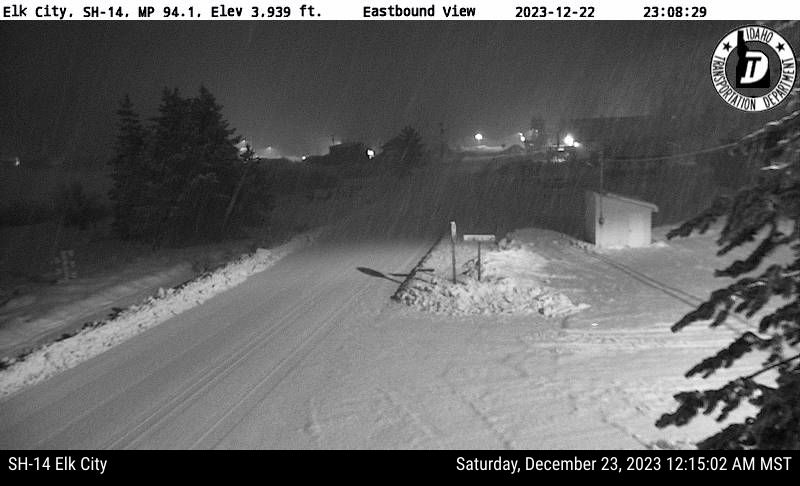 Elk City, SH-14, MP 94.1, Elev 3,939 ft. Eastbound View 2023-12-22 23:08:29
IDAHO
TRANSPORTATION DEPARTMENT
SH-14 Elk City Saturday, December 23, 2023 12:15:02 AM MST